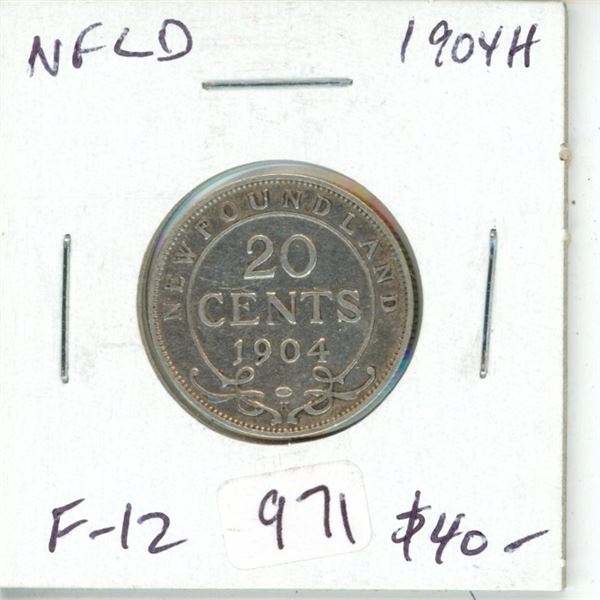 NFLD 1904H
NEWFOUNDLAND
20
CENTS
1904
H
F-12 971 $40-